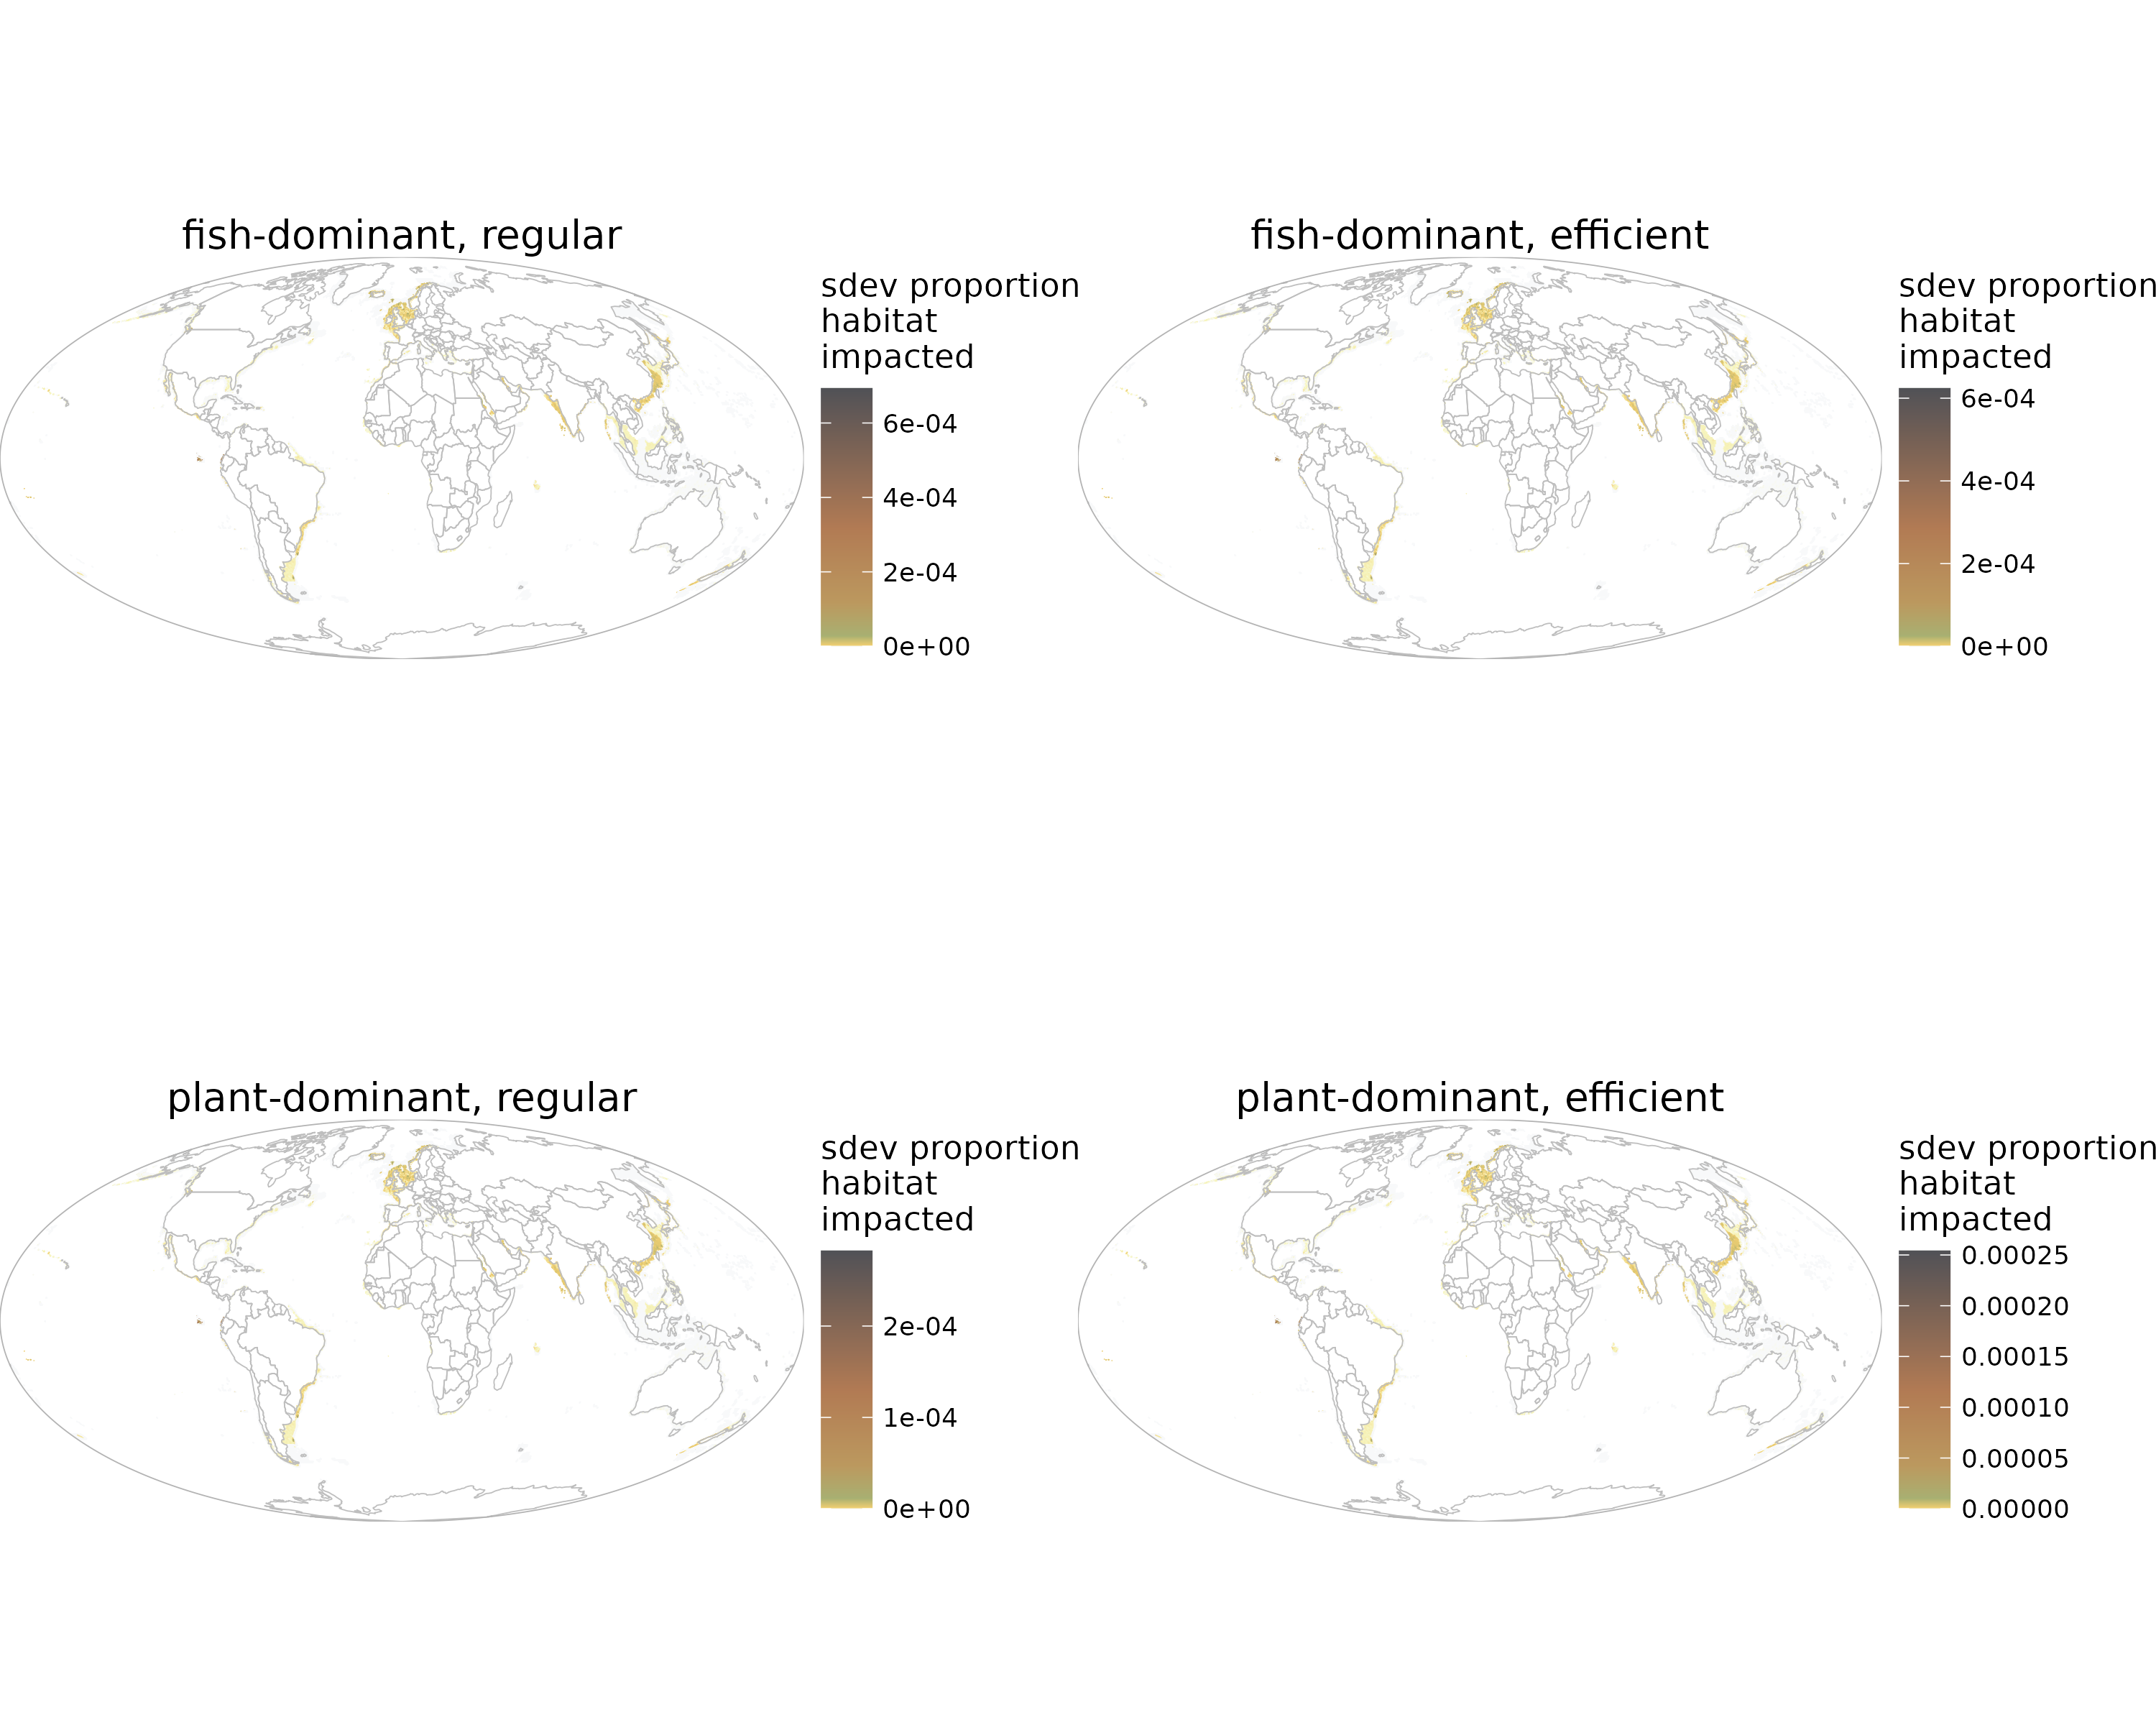 fish-dominant, regular
sdev proportion
habitat
impacted
6e-04
4e-04
2e-04
0e+00
fish-dominant, efficient
sdev proportion
habitat
impacted
6e-04
4e-04
2e-04
0e+00
plant-dominant, regular
sdev proportion
habitat
impacted
2e-04
1e-04
0e+00
plant-dominant, efficient
sdev proportion
habitat
impacted
0.00025
0.00020
0.00015
0.00010
0.00005
0.00000